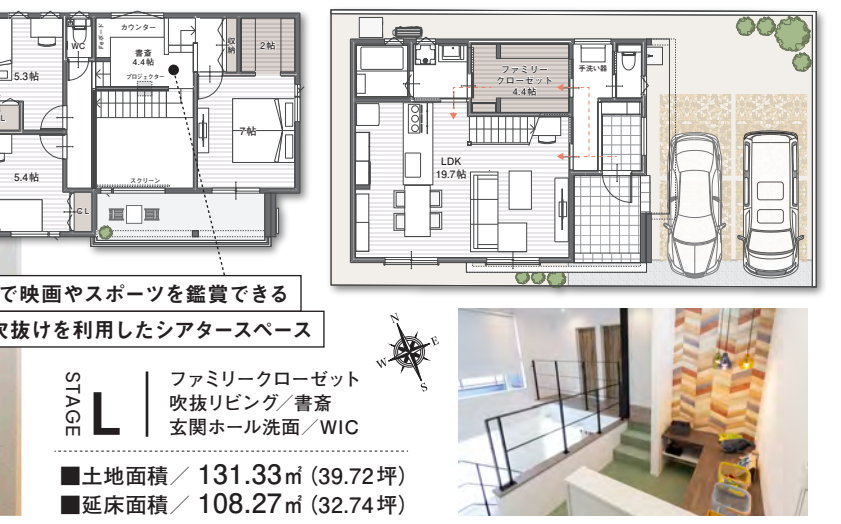 カウンター
WC
書斎
4.4帖
プロジェクター
収納
2帖
5.3帖
7帖
5.4帖
スクリーン
CL
ファミリー
クローゼット
4.4帖
手洗い器
LDK
19.7帖
で映画やスポーツを鑑賞できる
吹抜けを利用したシアタースペース
N
W
E
S
STAGE
L
ファミリークローゼット
吹抜リビング/書斎
玄関ホール洗面/WIC
■土地面積/131.33㎡(39.72坪)
■延床面積/108.27㎡(32.74坪)